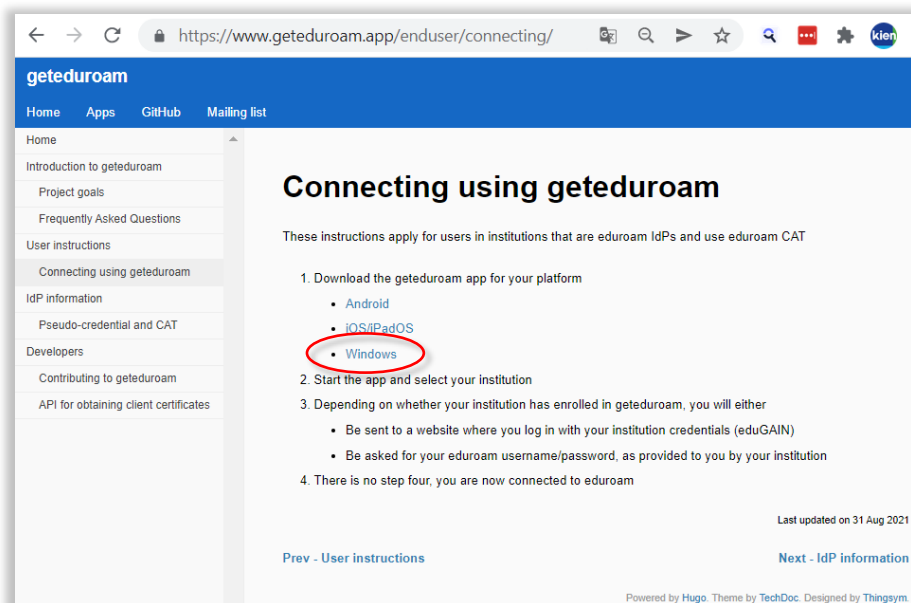 https://www.geteduroam.app/enduser/connecting/
kien
geteduroam
Home Apps GitHub Mailing list
Home
Introduction to geteduroam
Project goals
Frequently Asked Questions
User instructions
Connecting using geteduroam
IdP information
Pseudo-credential and CAT
Developers
Contributing to geteduroam
API for obtaining client certificates
Connecting using geteduroam
These instructions apply for users in institutions that are eduroam IdPs and use eduroam CAT
1. Download the geteduroam app for your platform
• Android
• iOS/iPadOS
• Windows
2. Start the app and select your institution
3. Depending on whether your institution has enrolled in geteduroam, you will either
• Be sent to a website where you log in with your institution credentials (eduGAIN)
• Be asked for your eduroam username/password, as provided to you by your institution
4. There is no step four, you are now connected to eduroam
Last updated on 31 Aug 2021
Prev - User instructions Next - IdP information
Powered by Hugo. Theme by TechDoc. Designed by Thingsym.